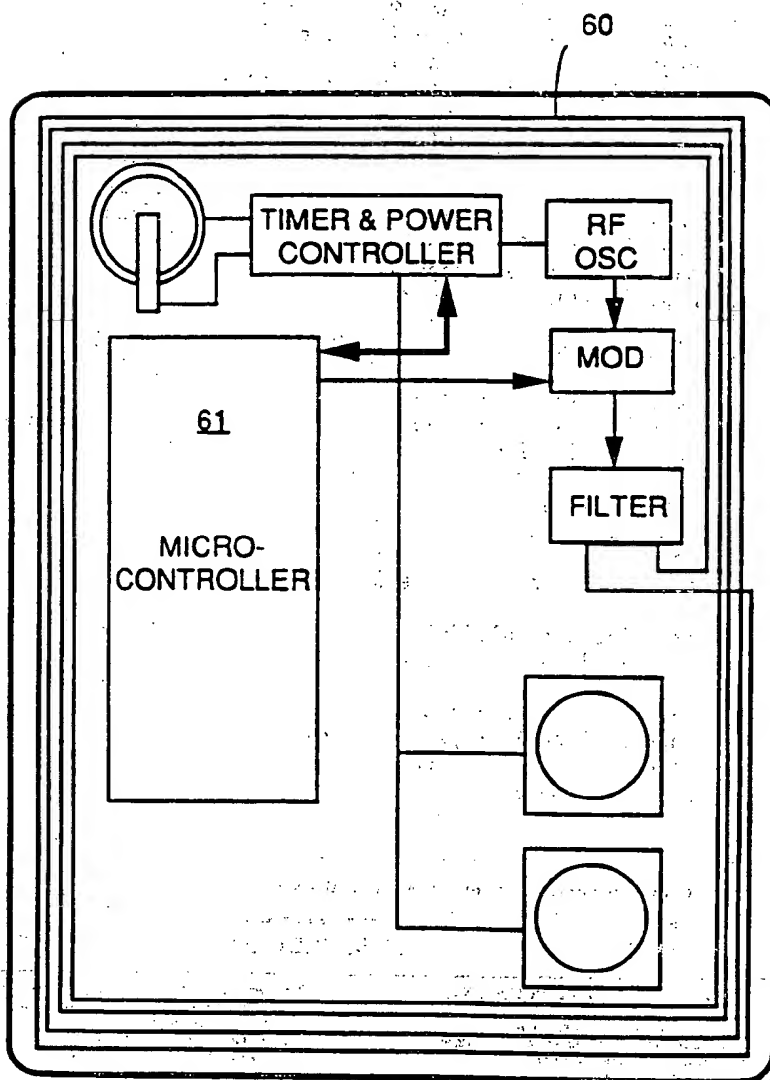 60
TIMER & POWER
CONTROLLER
RF
OSC
MOD
61
FILTER
MICRO-
CONTROLLER